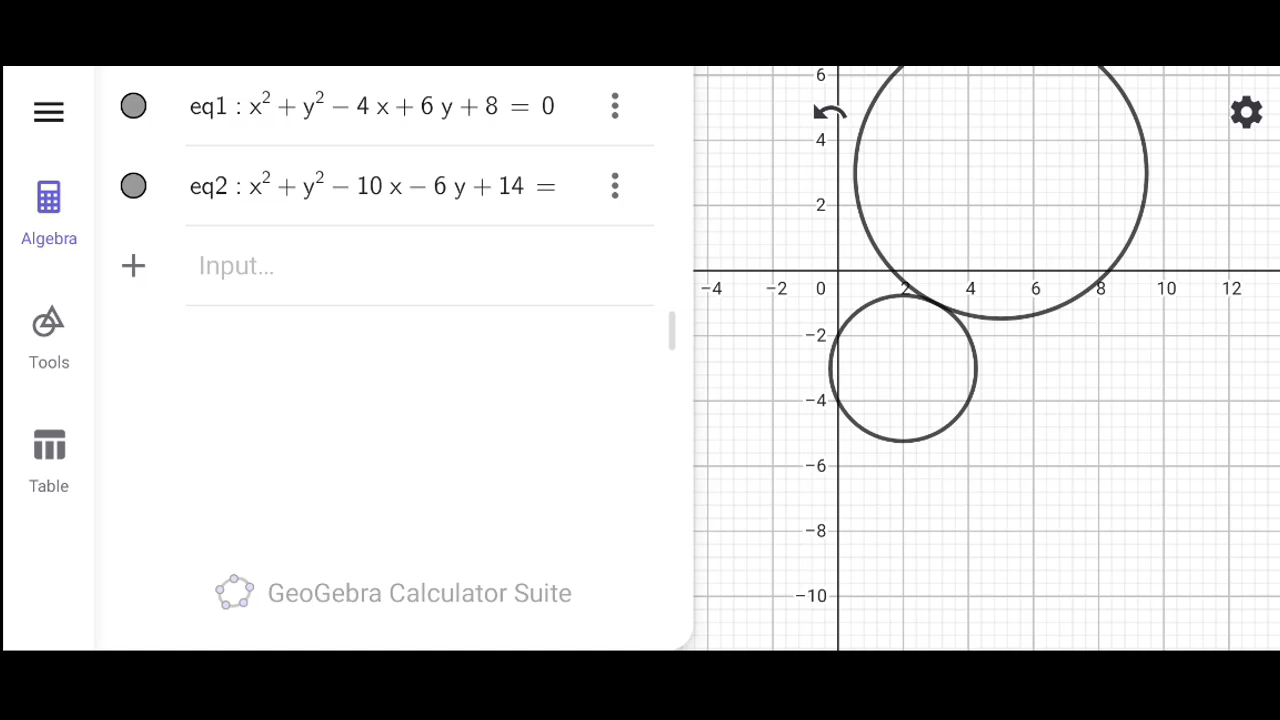 eq1 : x² + y² − 4 x + 6 y + 8 = 0
eq2 : x² + y² − 10 x − 6 y + 14 =
Input…
Algebra
Tools
Table
GeoGebra Calculator Suite
6
4
2
−4 −2 0 2 4 6 8 10 12
−2
−4
−6
−8
−10